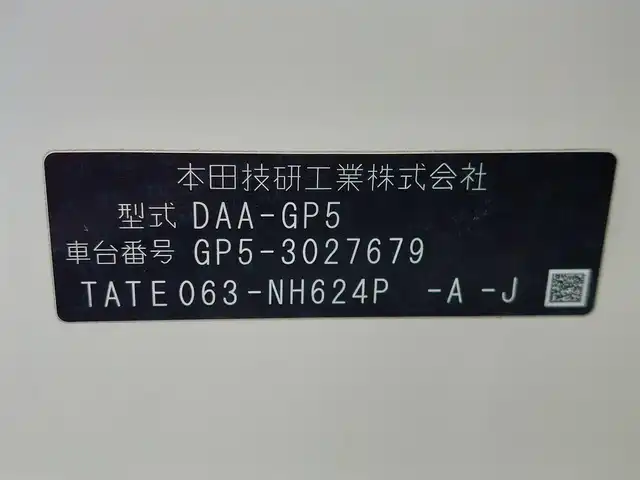 本田技研工業株式会社
型式 DAA-GP5
車台番号 GP5-3027679
TATE063-NH624P -A -J